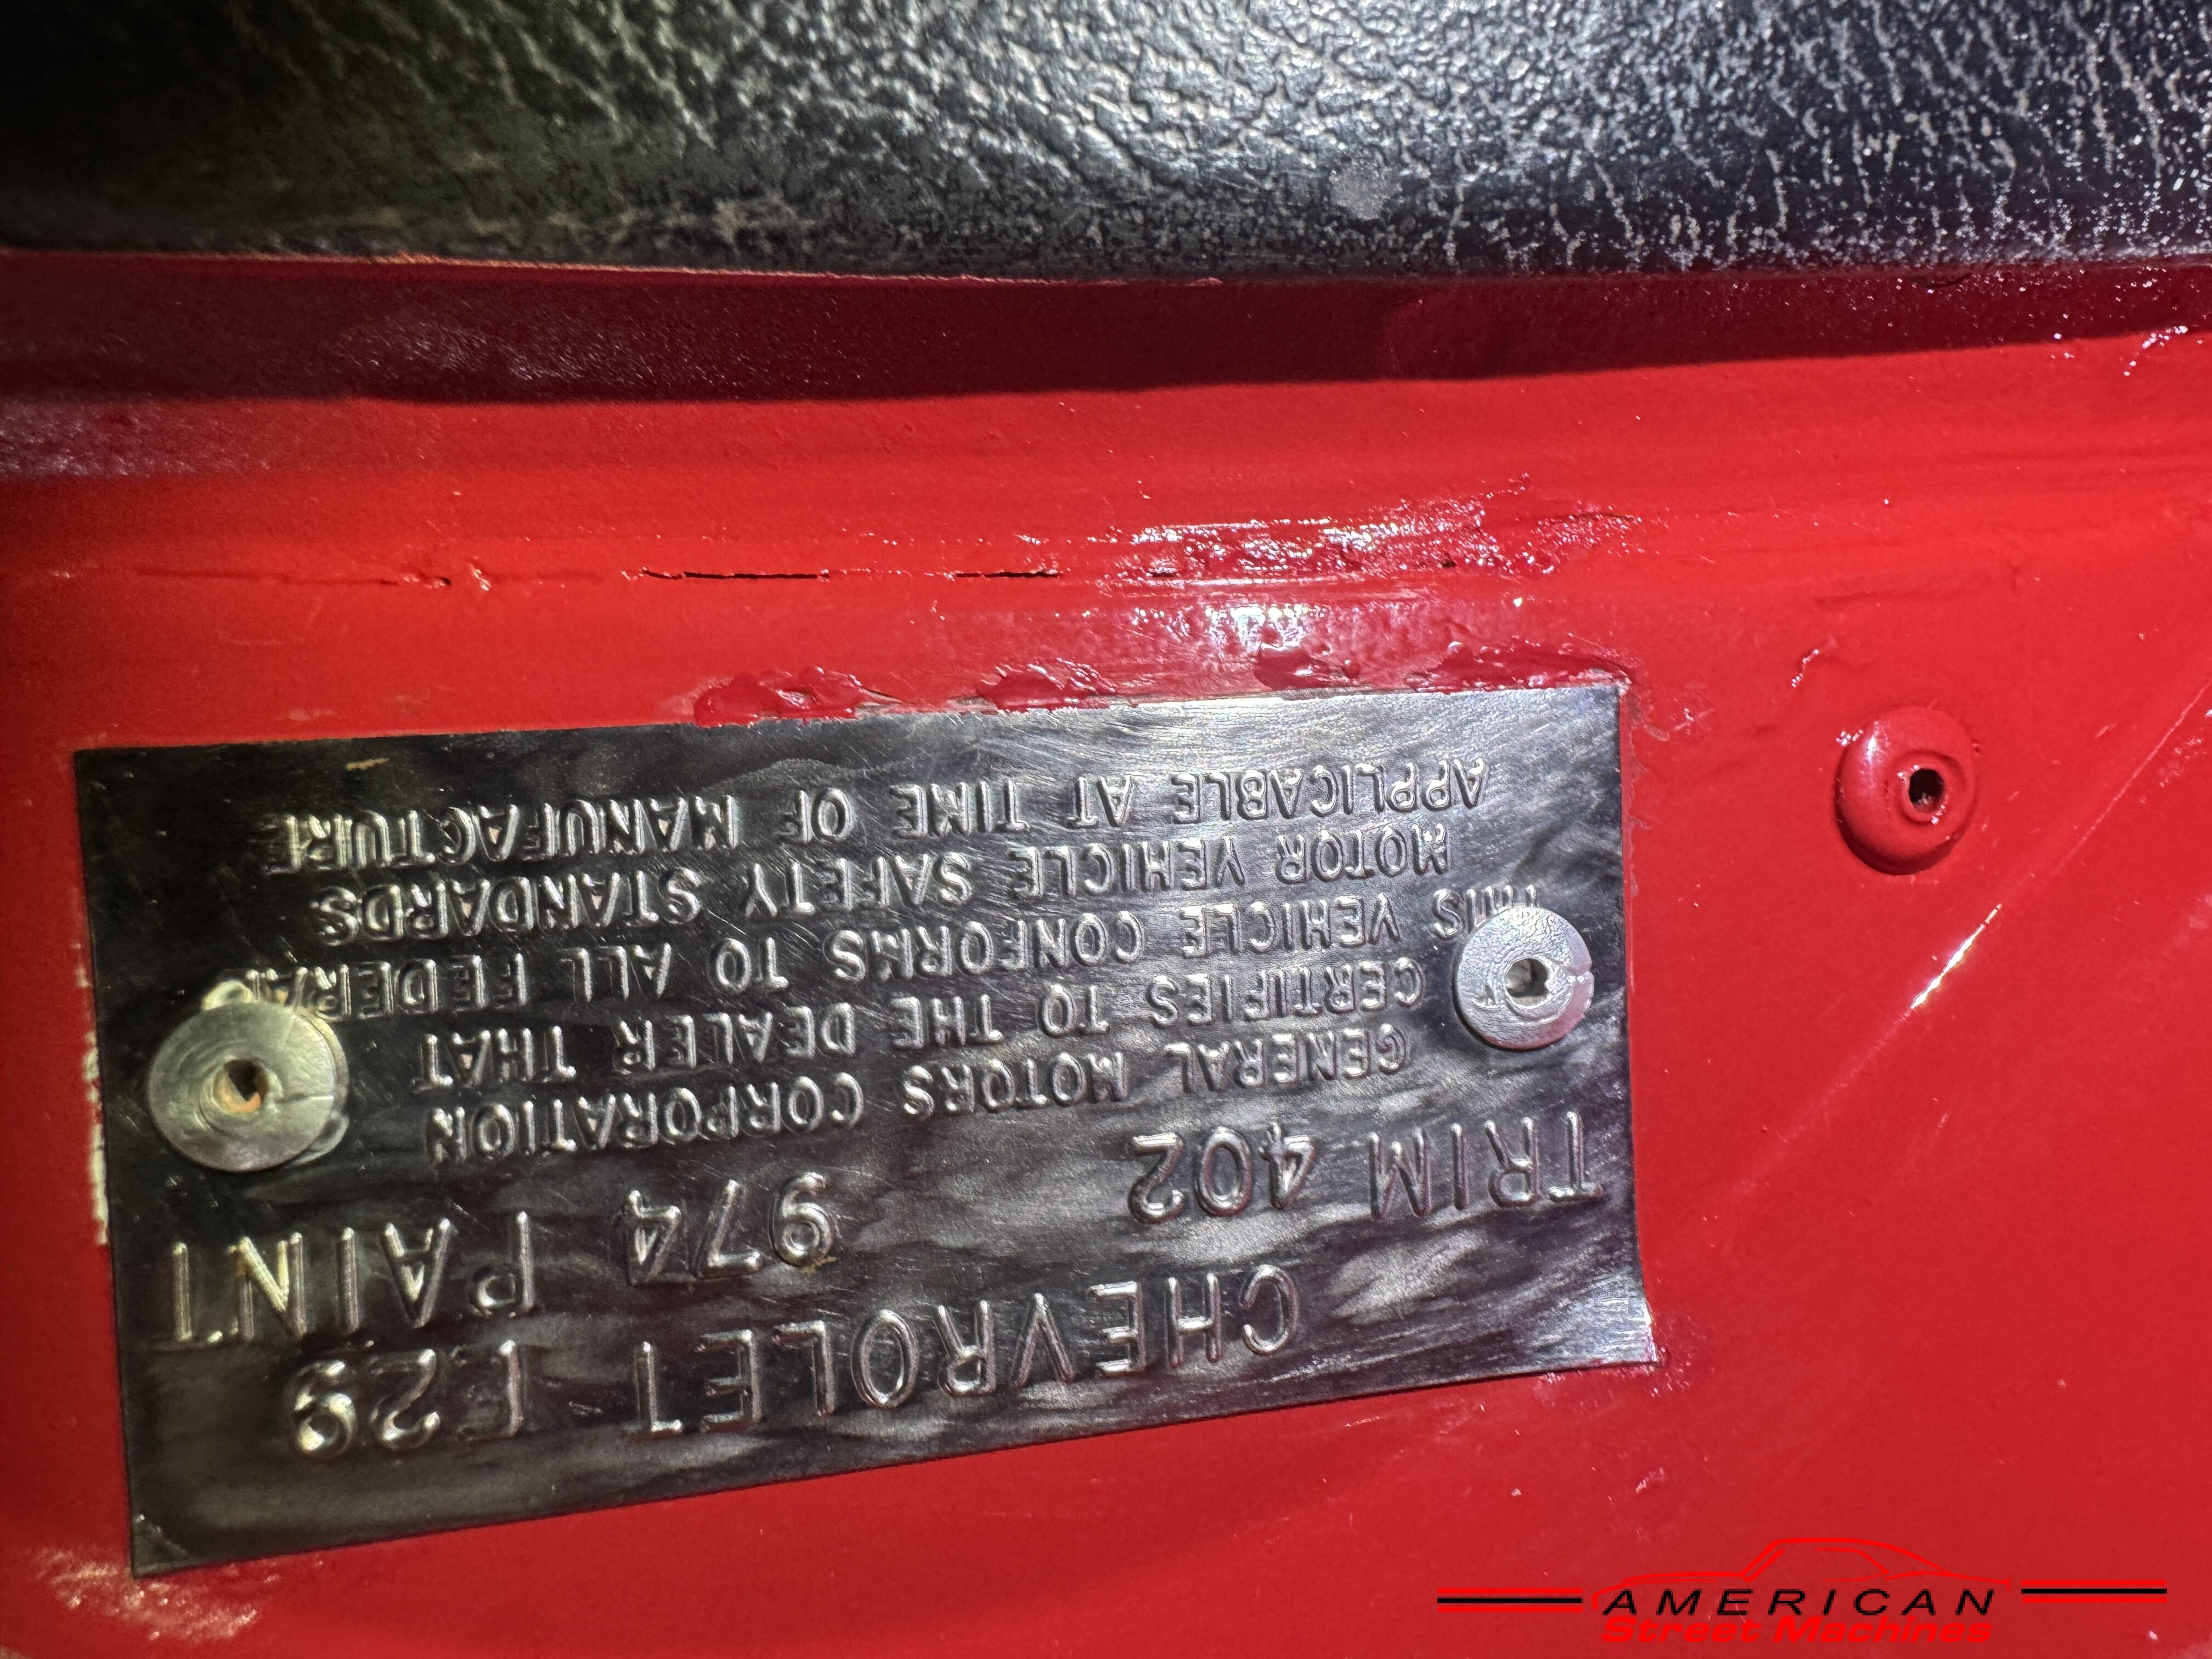 CHEVROLET E29
TRIM 402 974 PAINT
GENERAL MOTORS CORPORATION
CERTIFIES TO THE DEALER THAT
THIS VEHICLE CONFORMS TO ALL FEDERAL
MOTOR VEHICLE SAFETY STANDARDS
APPLICABLE AT TIME OF MANUFACTURE
AMERICAN
Street Machines